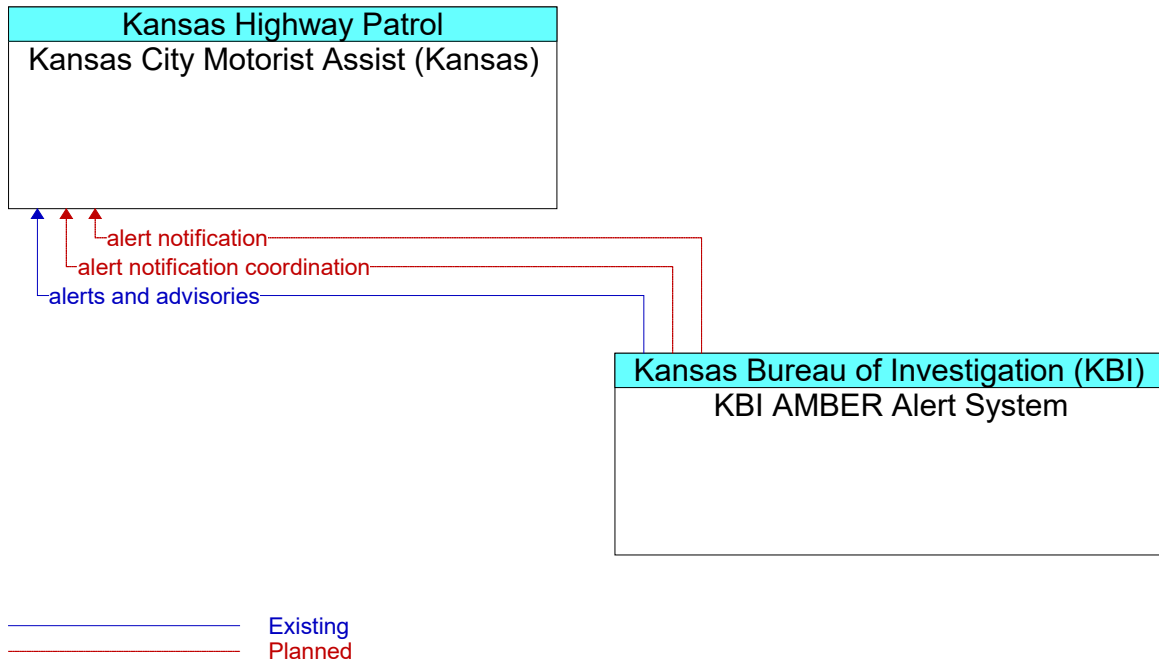 Kansas Highway Patrol
Kansas City Motorist Assist (Kansas)
alert notification
alert notification coordination
alerts and advisories
Kansas Bureau of Investigation (KBI)
KBI AMBER Alert System
Existing
Planned